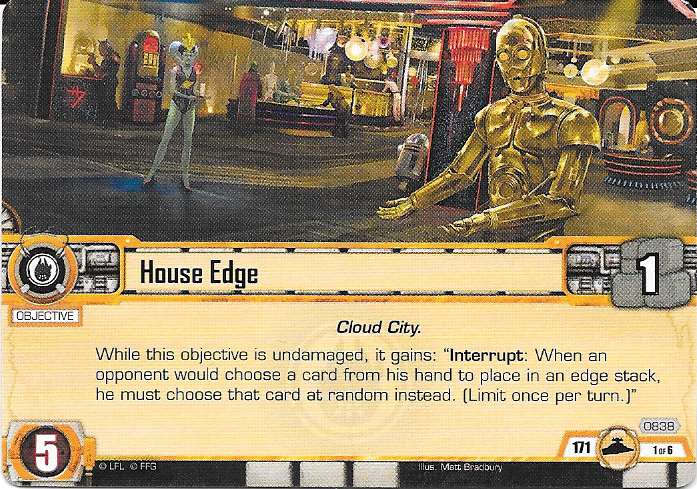 House Edge
1
OBJECTIVE
Cloud City.
While this objective is undamaged, it gains: “Interrupt: When an
opponent would choose a card from his hand to place in an edge stack,
he must choose that card at random instead. (Limit once per turn.)”
0838
5
171
1 OF 6
© LFL © FFG
Illus. Matt Bradbury